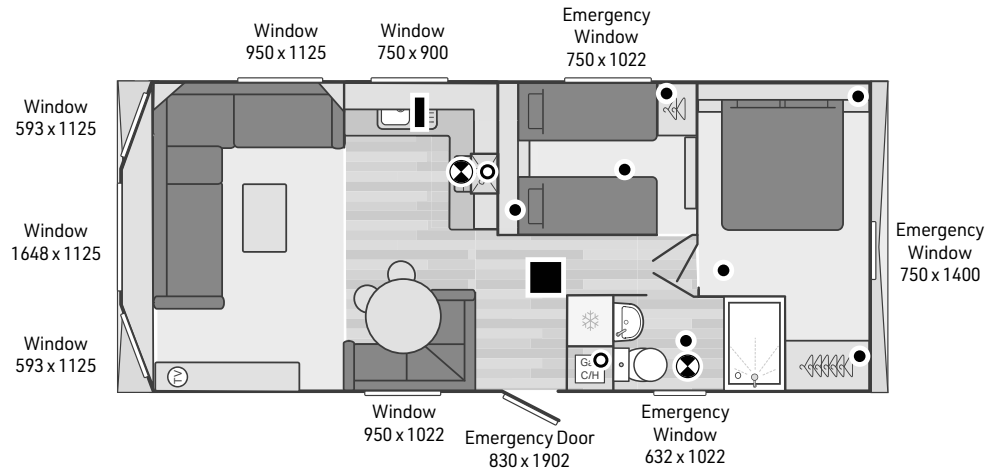 Window
950 x 1125
Window
750 x 900
Emergency
Window
750 x 1022
Window
593 x 1125
Window
1648 x 1125
Window
593 x 1125
Emergency
Window
750 x 1400
TV
C/H
Window
950 x 1022
Emergency Door
830 x 1902
Emergency
Window
632 x 1022